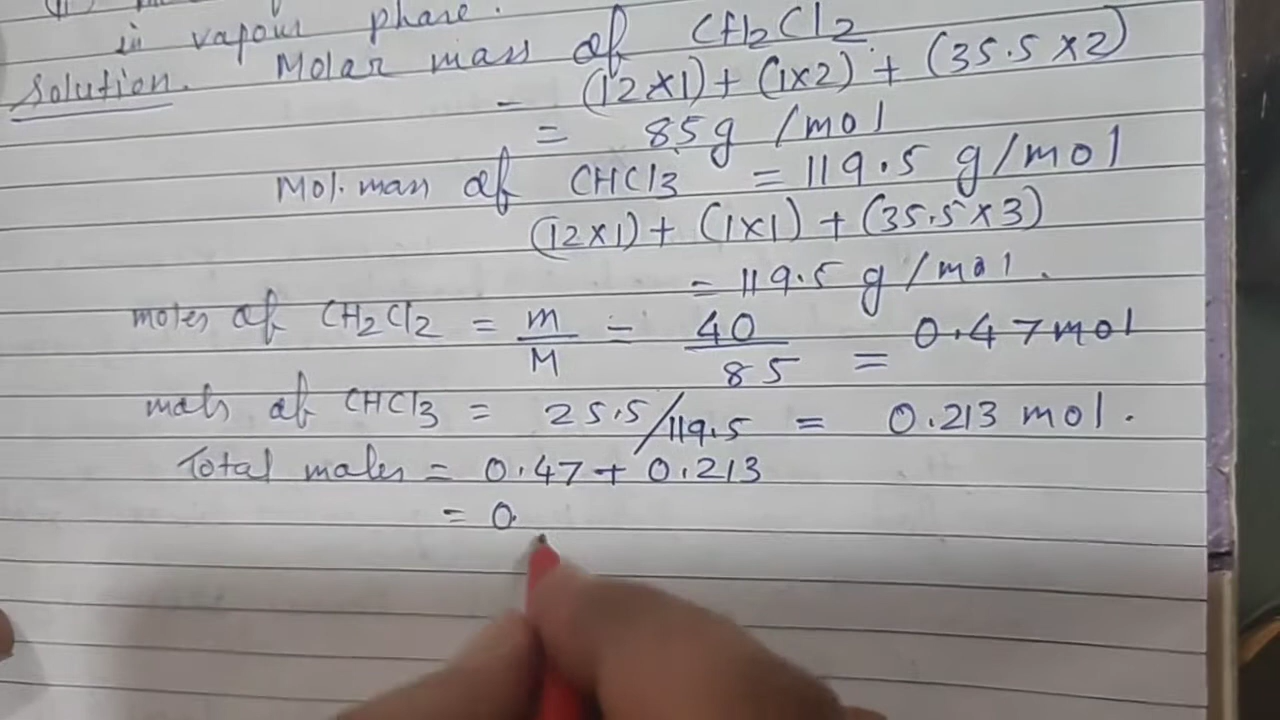 in vapour phase.
Solution. Molar mass of CH2Cl2
= (12×1) + (1×2) + (35.5×2)
= 85g /mol
Mol. mass of CHCl3 = 119.5 g/mol
(12×1) + (1×1) + (35.5×3)
= 119.5 g /mol.
moles of CH2Cl2 = m/M = 40/85 = 0.47 mol
mols of CHCl3 = 25.5/119.5 = 0.213 mol.
Total moles = 0.47 + 0.213
= 0.